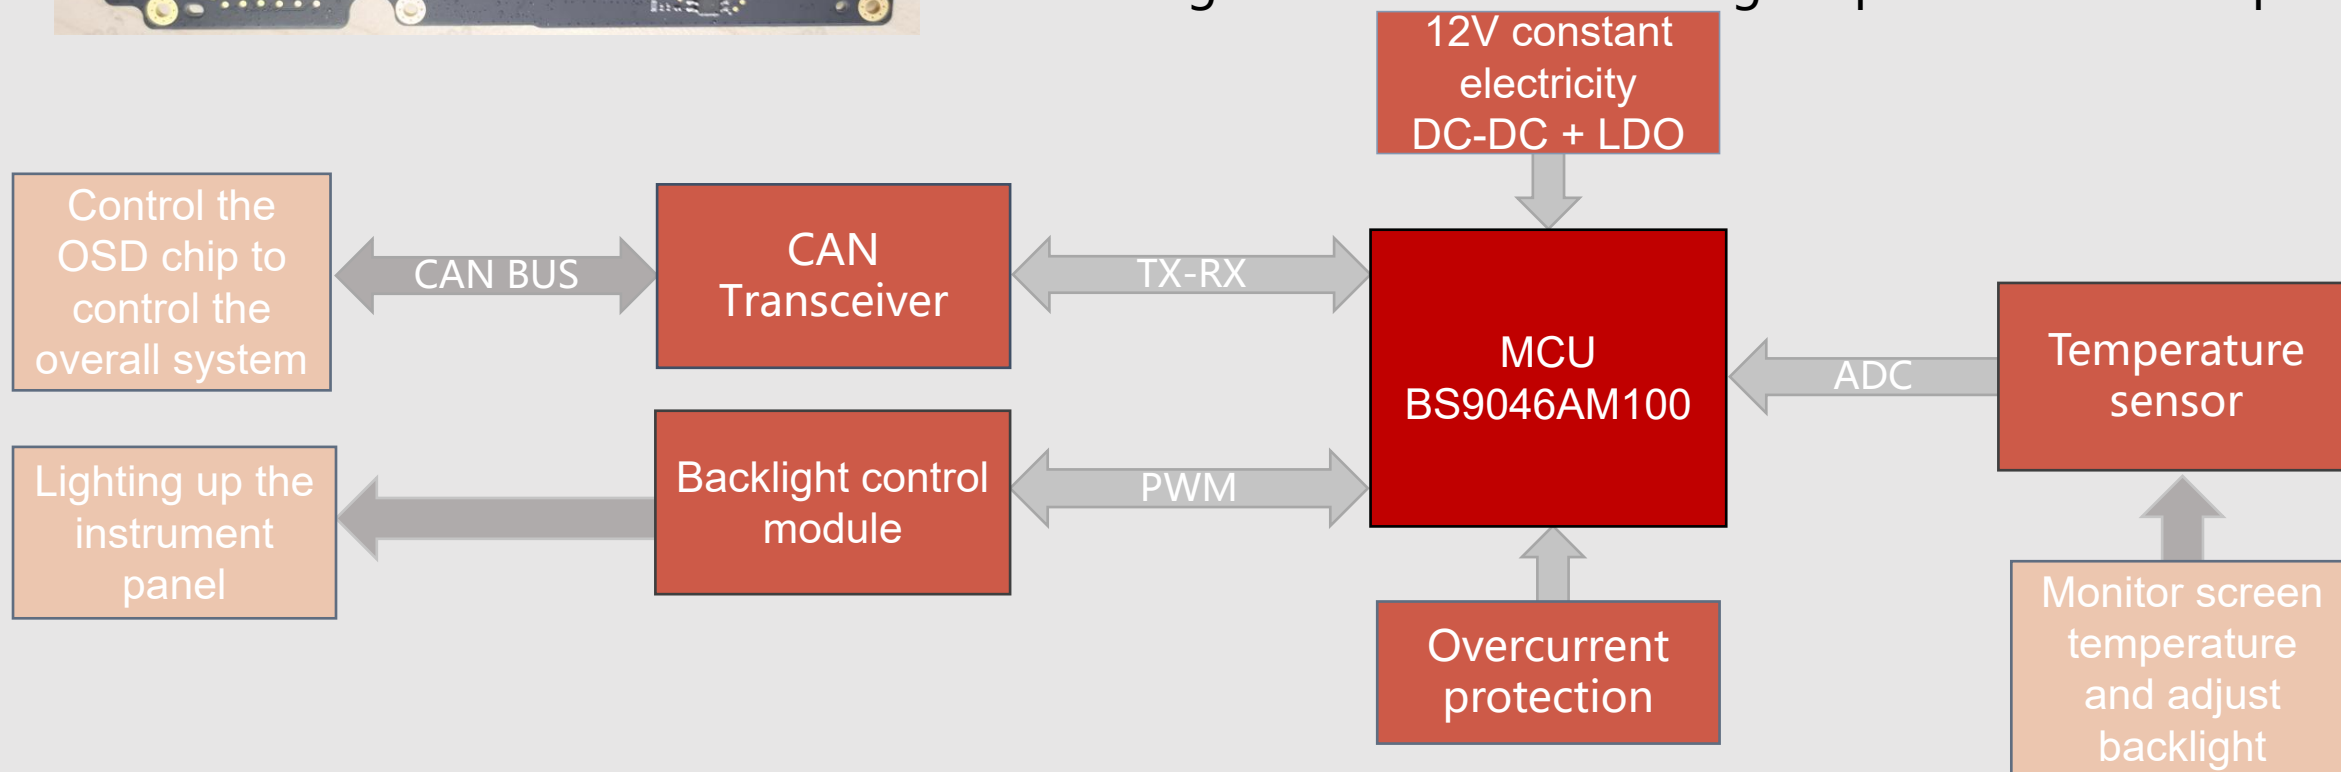 12V constant
electricity
DC-DC + LDO
Control the
OSD chip to
control the
overall system
CAN BUS
CAN
Transceiver
TX-RX
MCU
BS9046AM100
ADC
Temperature
sensor
Lighting up the
instrument
panel
Backlight control
module
PWM
Overcurrent
protection
Monitor screen
temperature
and adjust
backlight